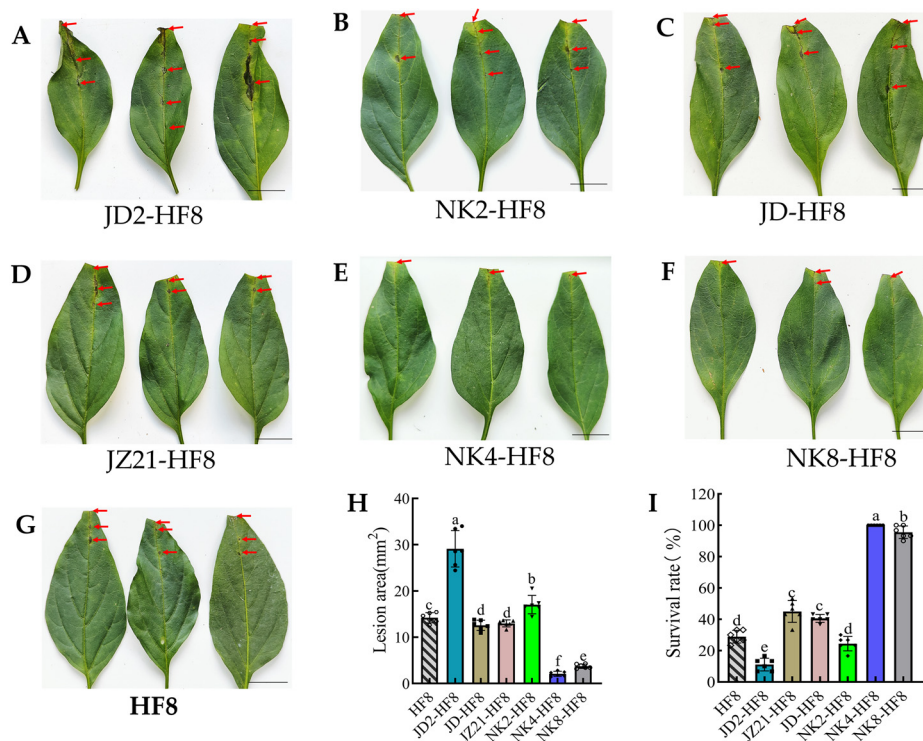 A
JD2-HF8
B
NK2-HF8
C
JD-HF8
D
JZ21-HF8
E
NK4-HF8
F
NK8-HF8
G
HF8
H
Lesion area(mm²)
40
30
20
10
0
c
a
d
d
b
f
e
HF8
JD2-HF8
JD-HF8
JZ21-HF8
NK2-HF8
NK4-HF8
NK8-HF8
I
Survival rate( %)
120
100
80
60
40
20
0
d
e
c
c
d
a
b
HF8
JD2-HF8
JZ21-HF8
JD-HF8
NK2-HF8
NK4-HF8
NK8-HF8